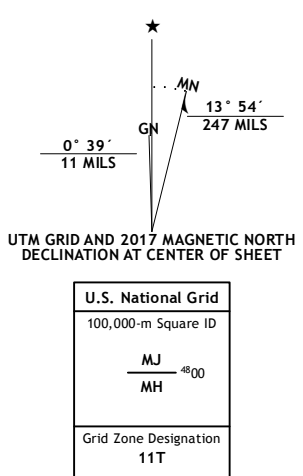 ★
MN
GN
0° 39´
11 MILS
13° 54´
247 MILS
UTM GRID AND 2017 MAGNETIC NORTH
DECLINATION AT CENTER OF SHEET
U.S. National Grid
100,000-m Square ID
MJ
4800
MH
Grid Zone Designation
11T